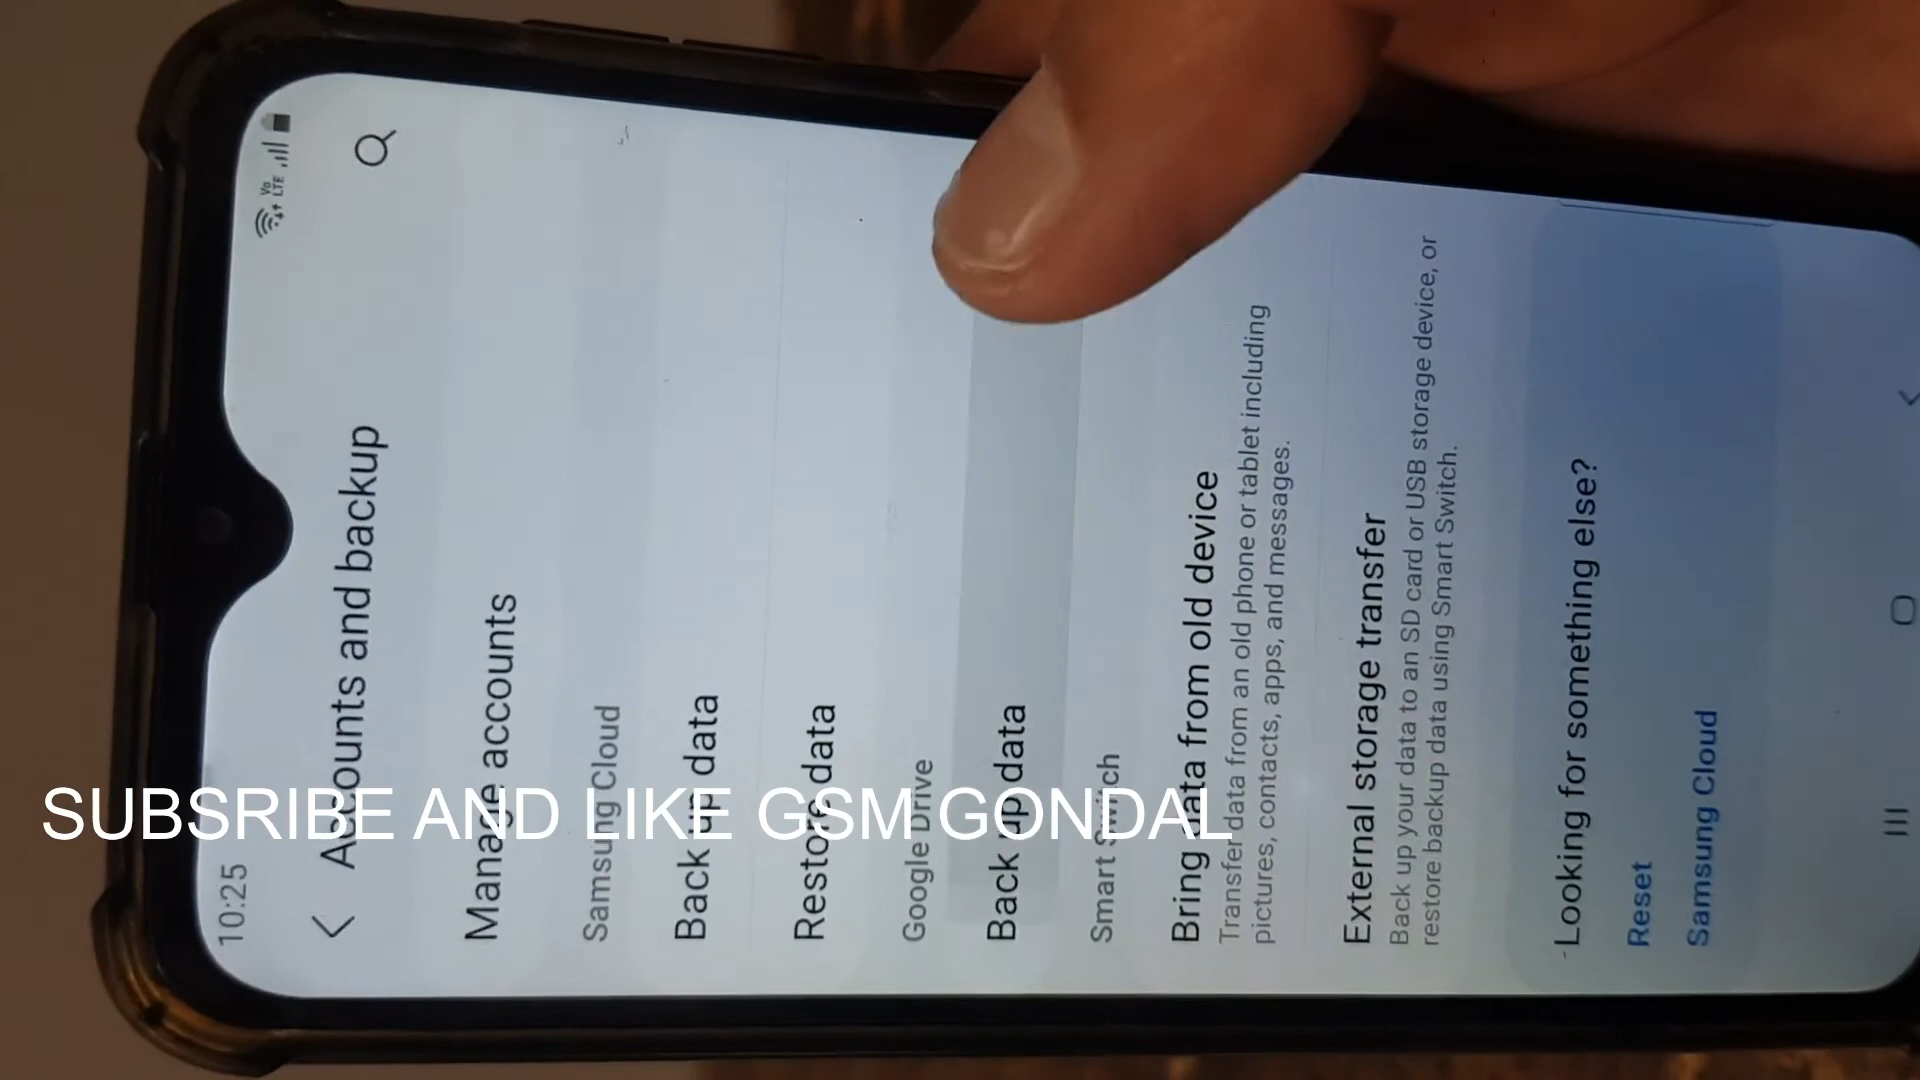 10:25
Vo
LTE
Accounts and backup
Manage accounts
Samsung Cloud
Back up data
Restore data
Google Drive
Back up data
Smart Switch
Bring data from old device
Transfer data from an old phone or tablet including
pictures, contacts, apps, and messages.
External storage transfer
Back up your data to an SD card or USB storage device, or
restore backup data using Smart Switch.
Looking for something else?
Reset
Samsung Cloud
SUBSRIBE AND LIKE GSM GONDAL